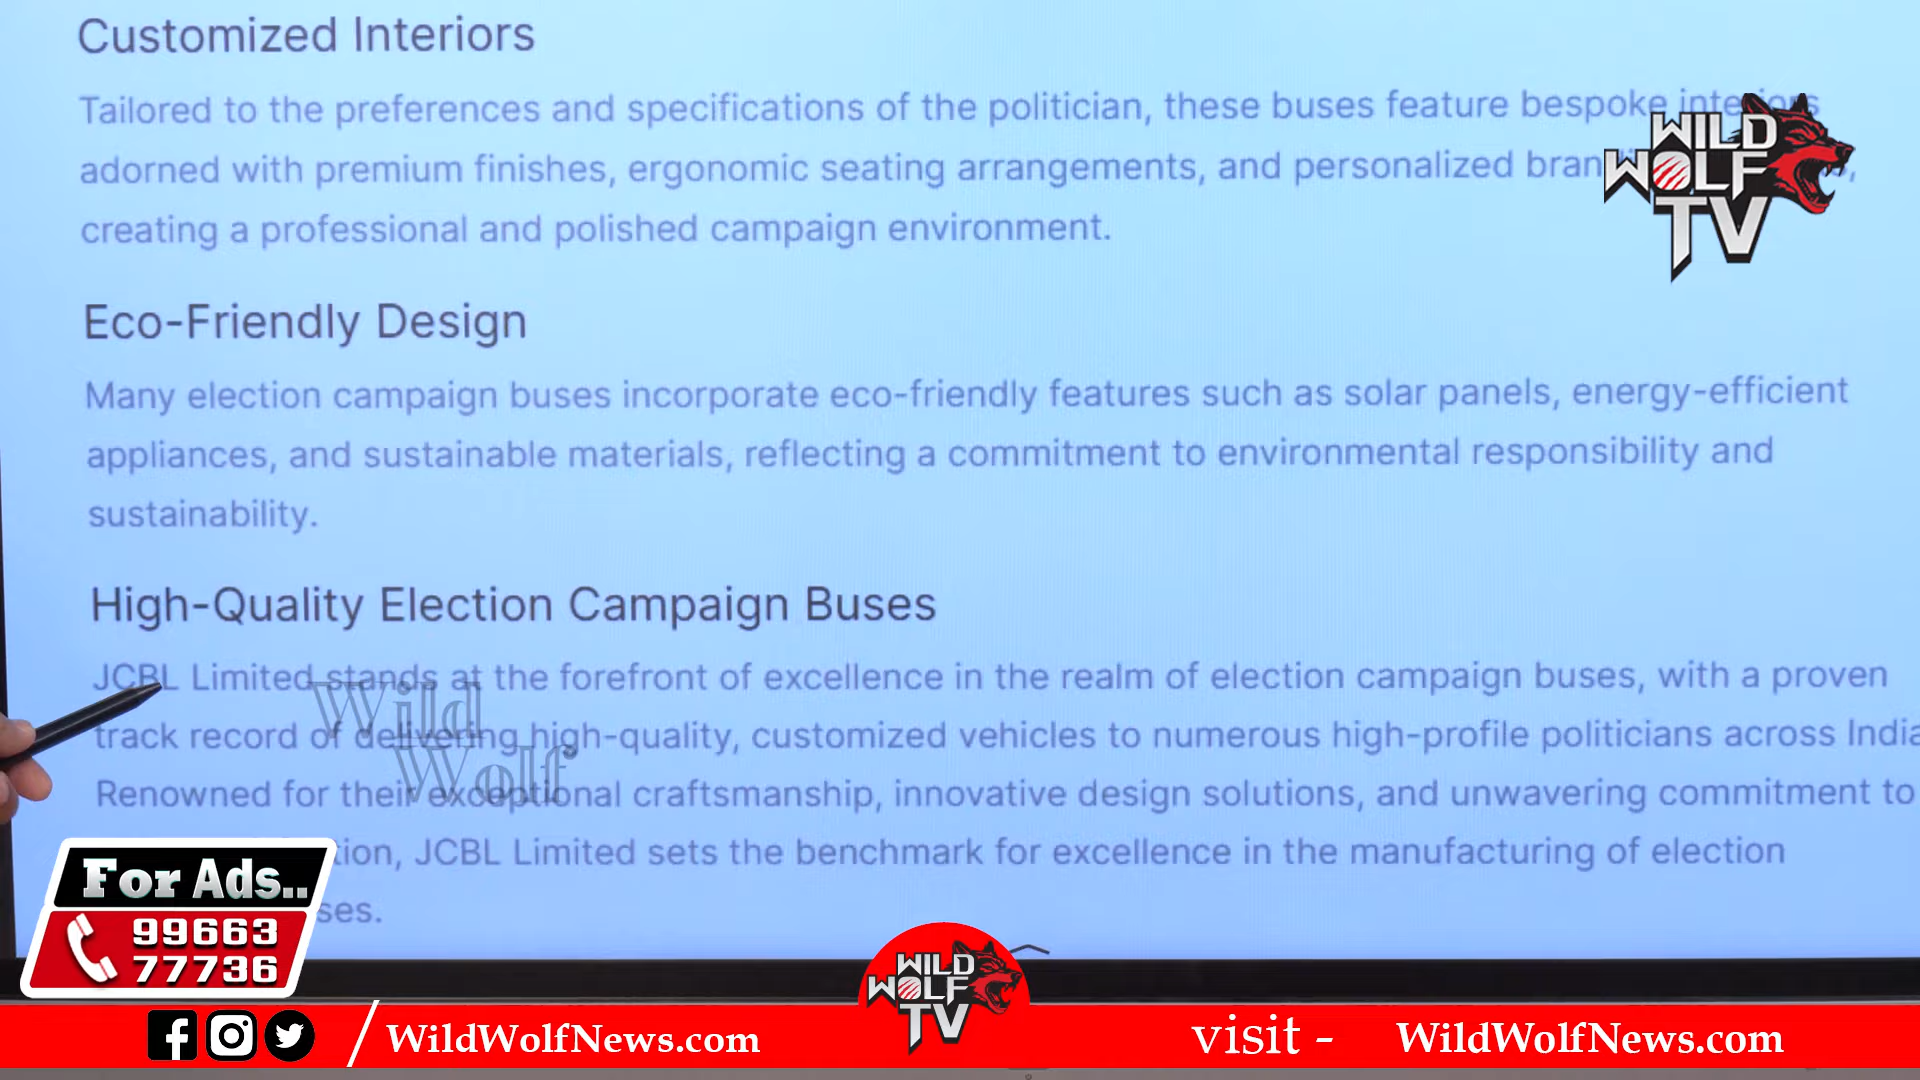 Customized Interiors
Tailored to the preferences and specifications of the politician, these buses feature bespoke interiors
adorned with premium finishes, ergonomic seating arrangements, and personalized
creating a professional and polished campaign environment.
WILD
WOLF
TV
Eco-Friendly Design
Many election campaign buses incorporate eco-friendly features such as solar panels, energy-efficient
appliances, and sustainable materials, reflecting a commitment to environmental responsibility and
sustainability.
High-Quality Election Campaign Buses
JCBL Limited stands at the forefront of excellence in the realm of election campaign buses, with a proven
track record of delivering high-quality, customized vehicles to numerous high-profile politicians across India
Renowned for their exceptional craftsmanship, innovative design solutions, and unwavering commitment to
JCBL Limited sets the benchmark for excellence in the manufacturing of election
Wild
Wolf
For Ads..
99663
77736
WILD
WOLF
TV
WildWolfNews.com
visit - WildWolfNews.com